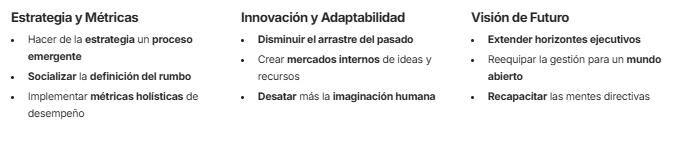 Estrategia y Métricas
• Hacer de la estrategia un proceso
emergente
• Socializar la definición del rumbo
• Implementar métricas holísticas de
desempeño
Innovación y Adaptabilidad
• Disminuir el arrastre del pasado
• Crear mercados internos de ideas y
recursos
• Desatar más la imaginación humana
Visión de Futuro
• Extender horizontes ejecutivos
• Reequipar la gestión para un mundo
abierto
• Recapacitar las mentes directivas